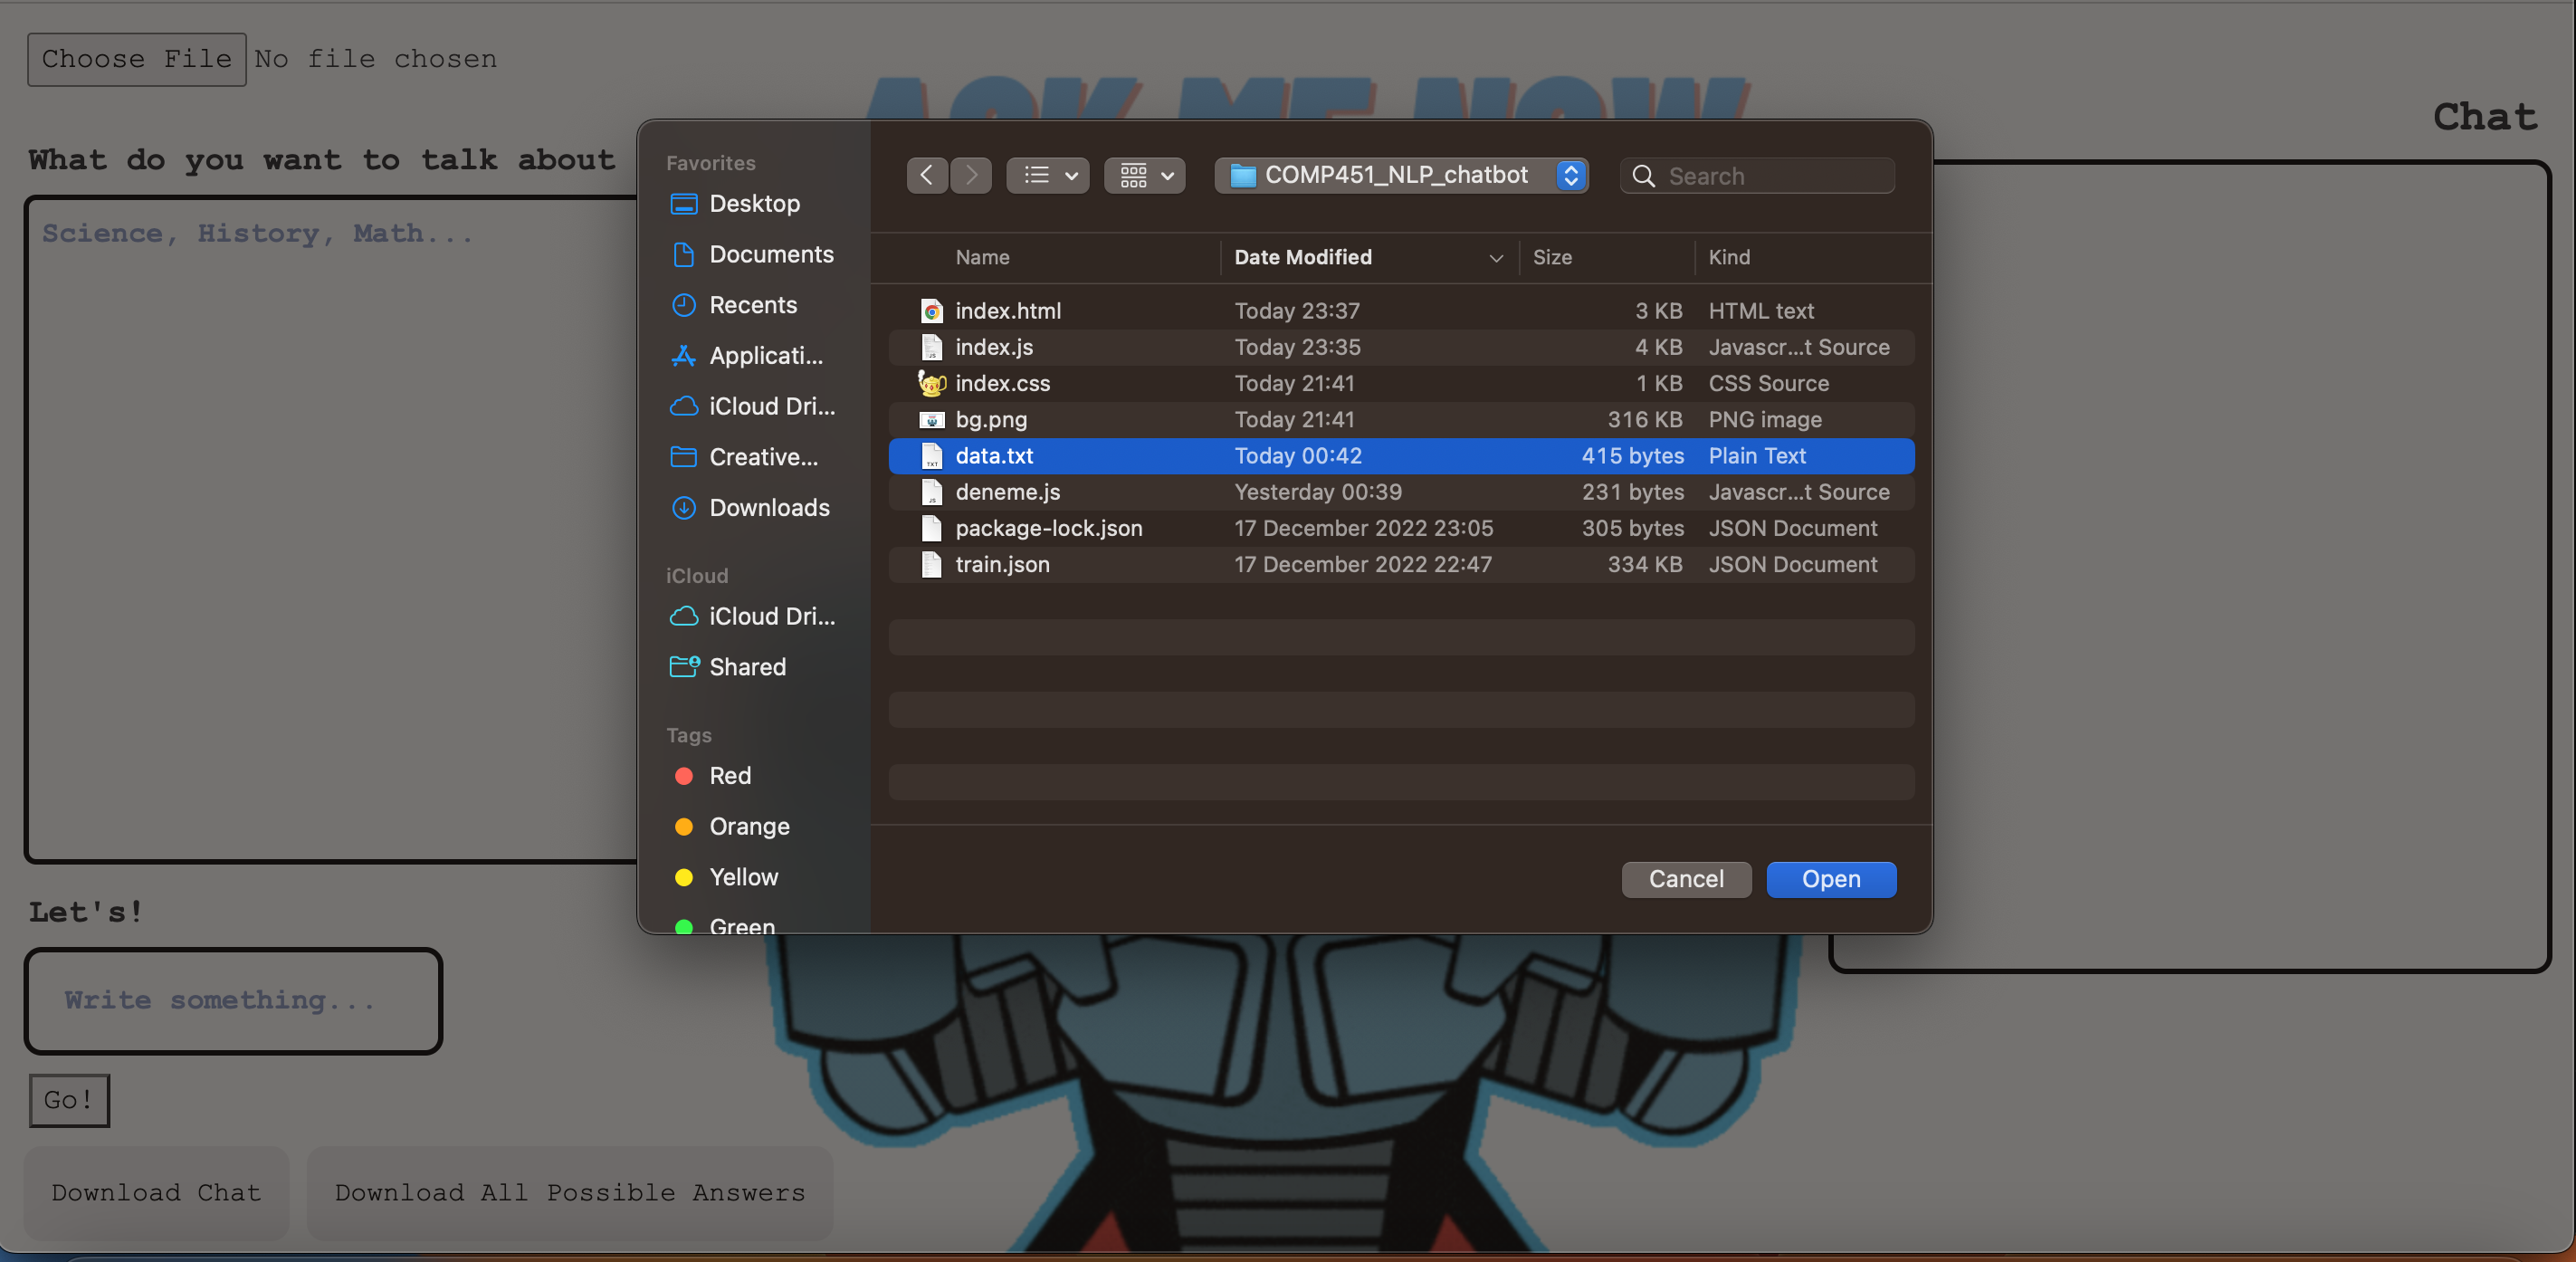 Choose File No file chosen
ASK ME NOW
Chat
What do you want to talk about
Science, History, Math...
Let's!
Write something...
Go!
Download Chat
Download All Possible Answers
Favorites
Desktop
Documents
Recents
Applicati...
iCloud Dri...
Creative...
Downloads
iCloud
iCloud Dri...
Shared
Tags
Red
Orange
Yellow
Green
COMP451_NLP_chatbot
Search
Name Date Modified Size Kind
index.html Today 23:37 3 KB HTML text
index.js Today 23:35 4 KB Javascr...t Source
index.css Today 21:41 1 KB CSS Source
bg.png Today 21:41 316 KB PNG image
data.txt Today 00:42 415 bytes Plain Text
deneme.js Yesterday 00:39 231 bytes Javascr...t Source
package-lock.json 17 December 2022 23:05 305 bytes JSON Document
train.json 17 December 2022 22:47 334 KB JSON Document
Cancel
Open